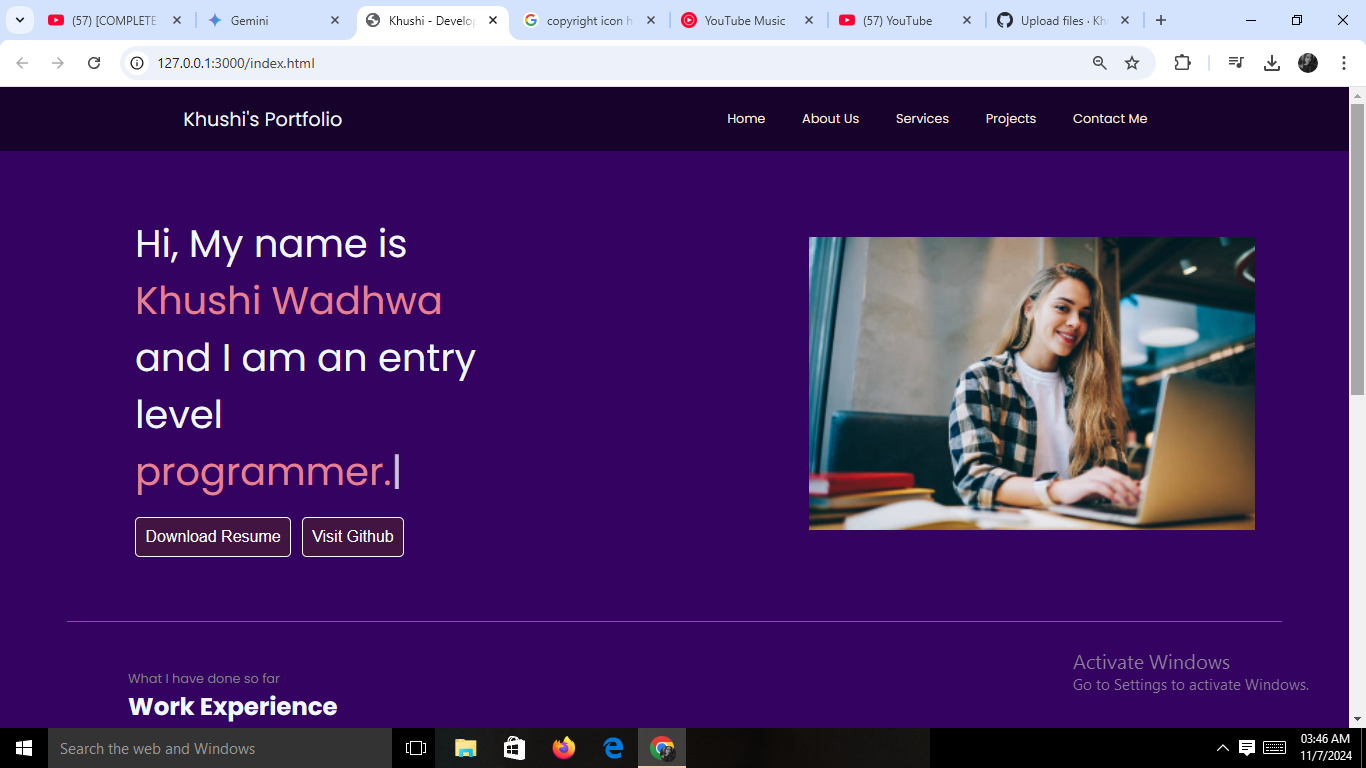 (57) [COMPLETE
Gemini
Khushi - Develop
copyright icon h
YouTube Music
(57) YouTube
Upload files · Kh
127.0.0.1:3000/index.html
Khushi's Portfolio
Home
About Us
Services
Projects
Contact Me
Hi, My name is
Khushi Wadhwa
and I am an entry
level
programmer.|
Download Resume
Visit Github
What I have done so far
Work Experience
Activate Windows
Go to Settings to activate Windows.
Search the web and Windows
03:46 AM
11/7/2024